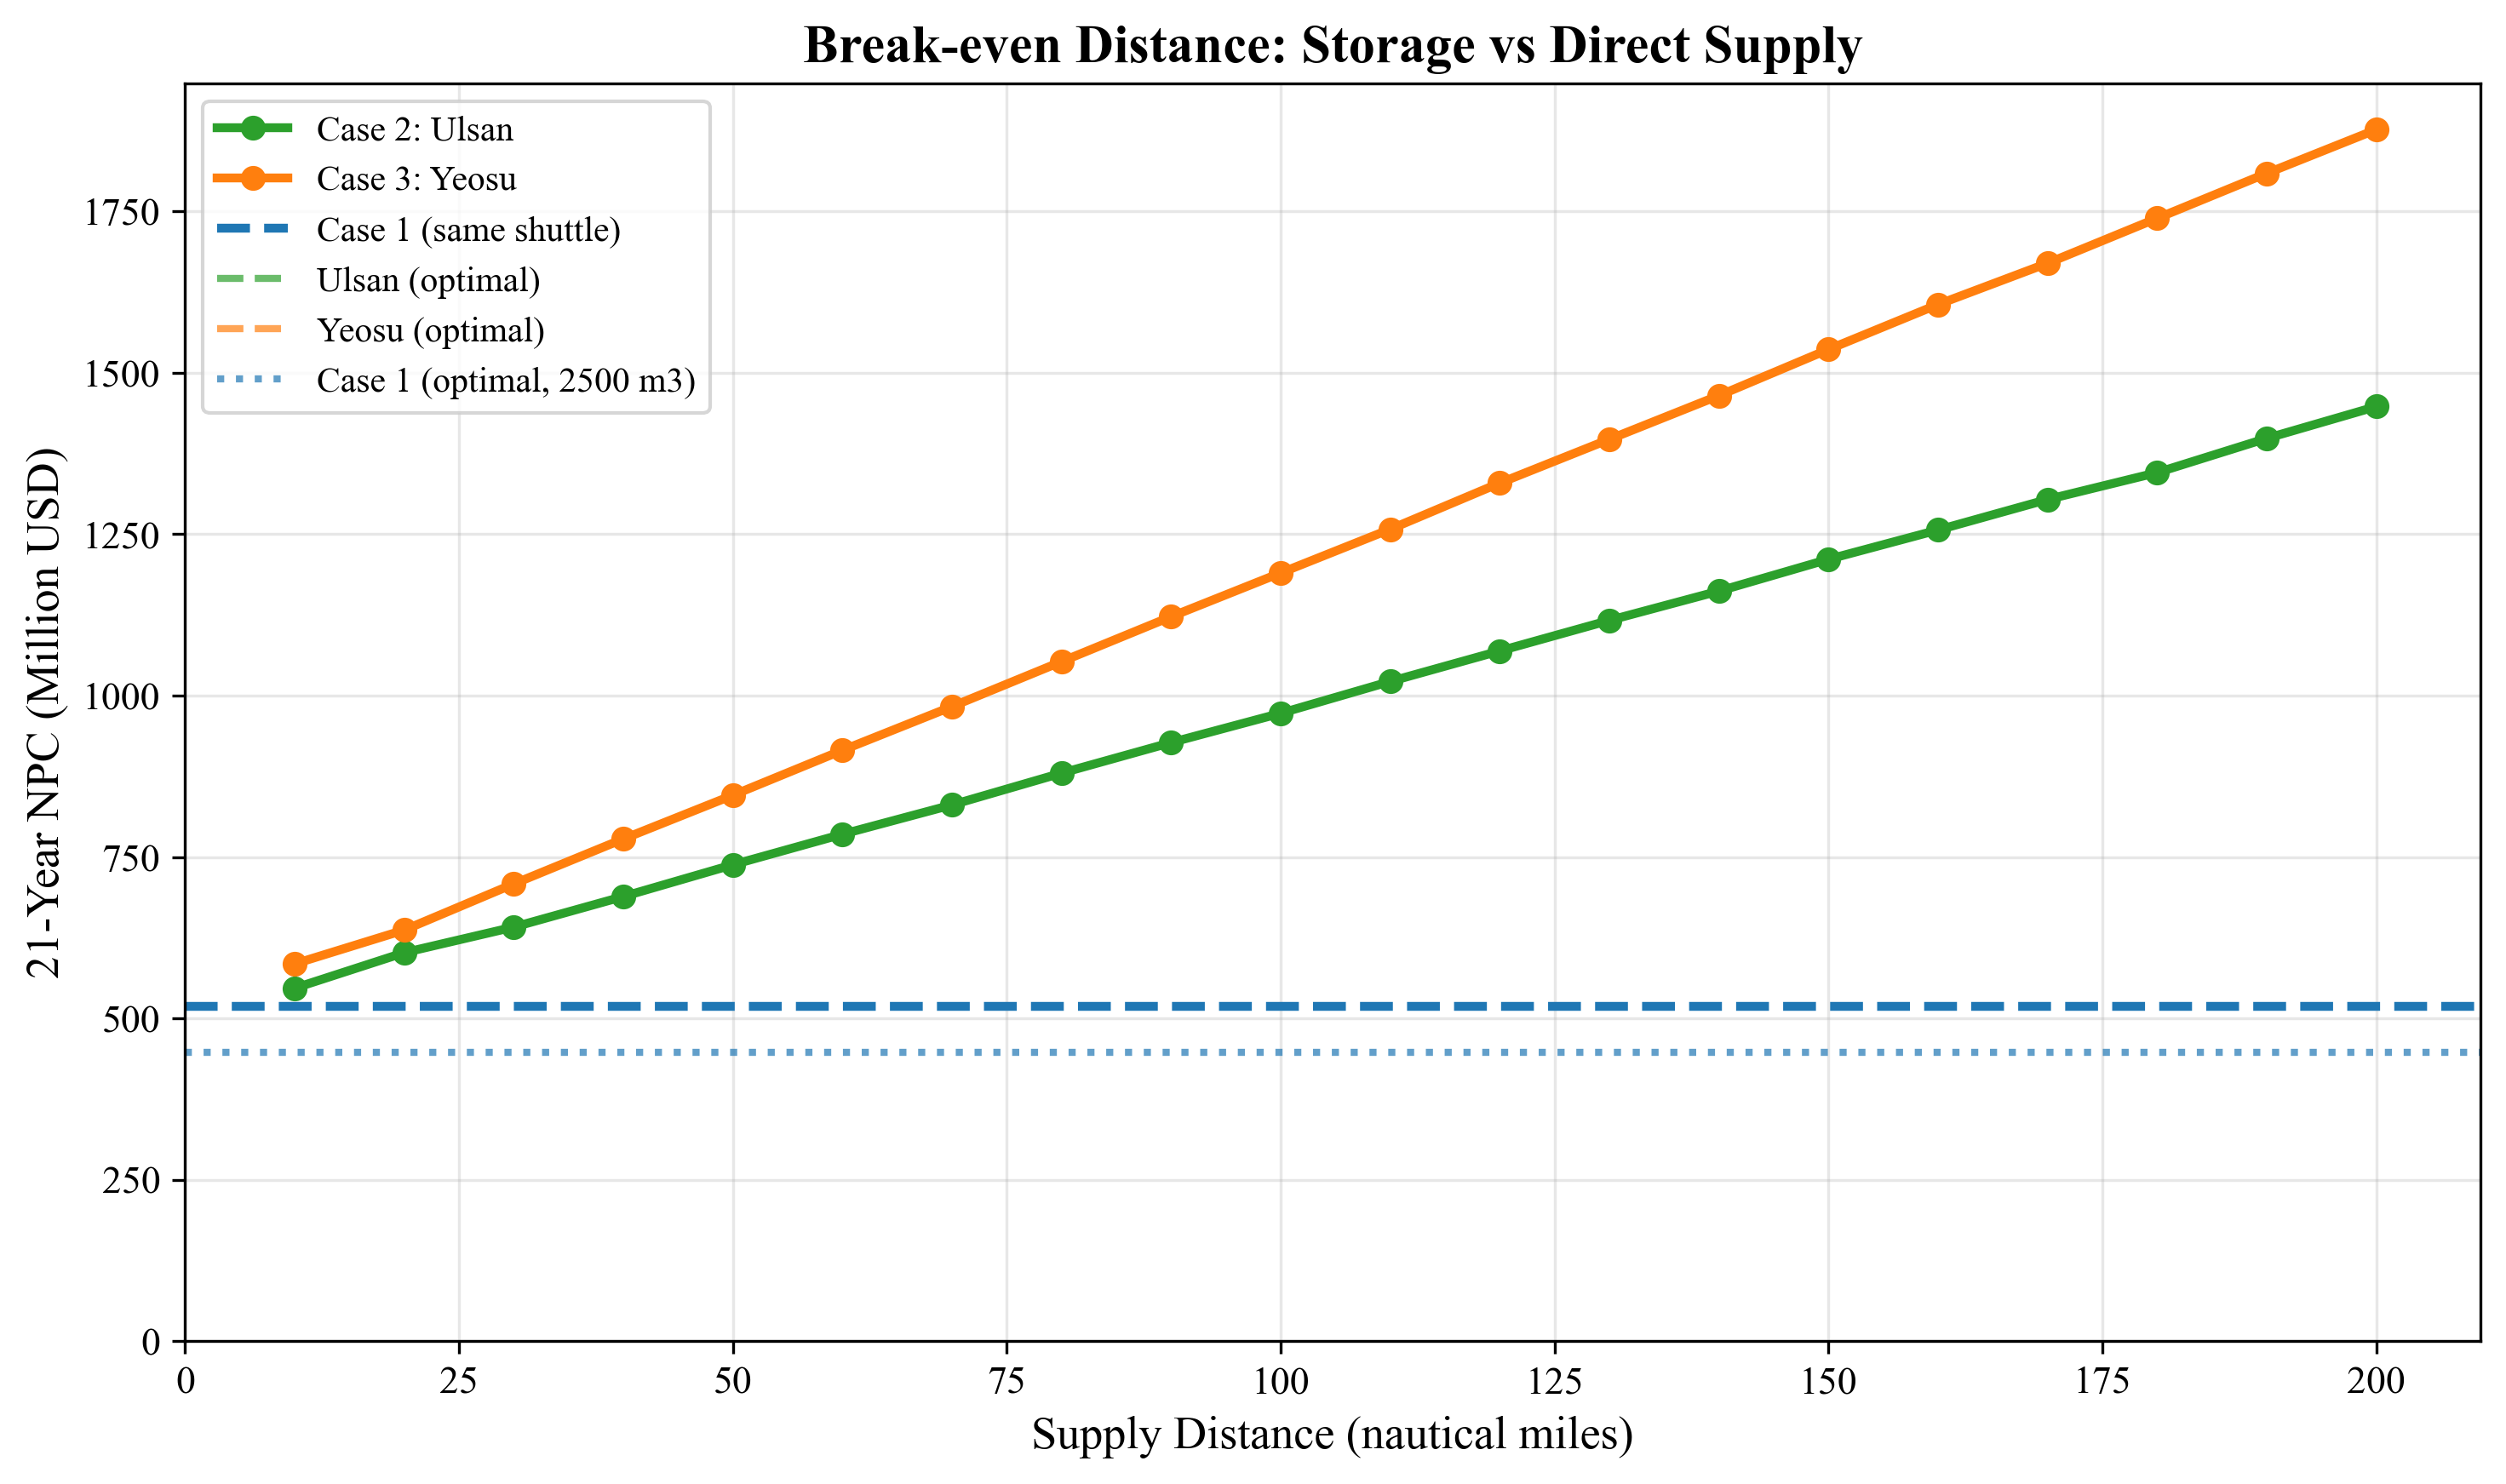 Break-even Distance: Storage vs Direct Supply
Case 2: Ulsan
Case 3: Yeosu
Case 1 (same shuttle)
Ulsan (optimal)
Yeosu (optimal)
Case 1 (optimal, 2500 m3)
21-Year NPC (Million USD)
1750
1500
1250
1000
750
500
250
0
0 25 50 75 100 125 150 175 200
Supply Distance (nautical miles)